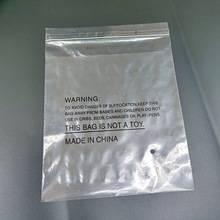 WARNING:
TO AVOID DANGER OF SUFFOCATION, KEEP THIS
BAG AWAY FROM BABIES AND CHILDREN. DO NOT
USE IN CRIBS, BEDS, CARRIAGES OR PLAY-PENS.
THIS BAG IS NOT A TOY.
MADE IN CHINA